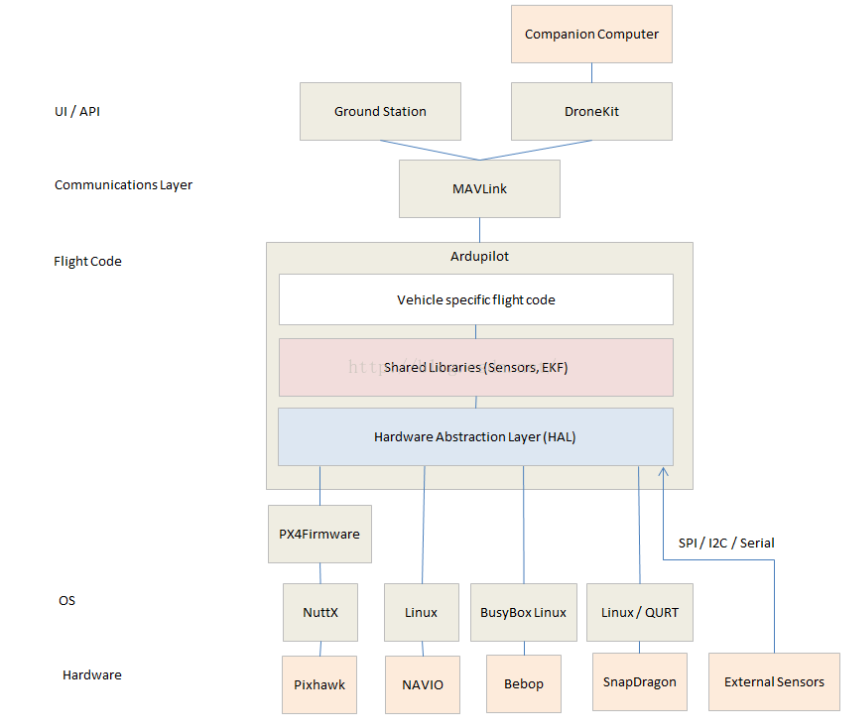 Companion Computer
UI / API
Ground Station
DroneKit
Communications Layer
MAVLink
Flight Code
Ardupilot
Vehicle specific flight code
Shared Libraries (Sensors, EKF)
Hardware Abstraction Layer (HAL)
PX4Firmware
SPI / I2C / Serial
OS
NuttX
Linux
BusyBox Linux
Linux / QURT
Hardware
Pixhawk
NAVIO
Bebop
SnapDragon
External Sensors